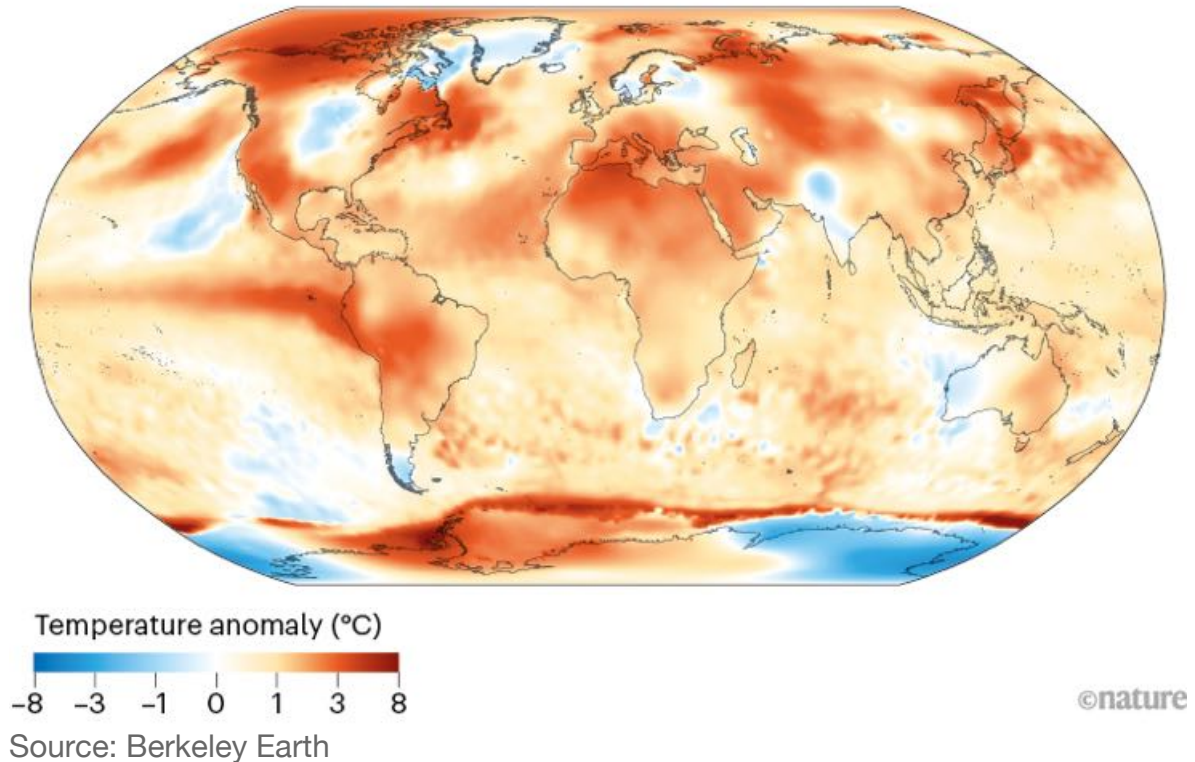 Temperature anomaly (°C)
–8 –3 –1 0 1 3 8
©nature
Source: Berkeley Earth